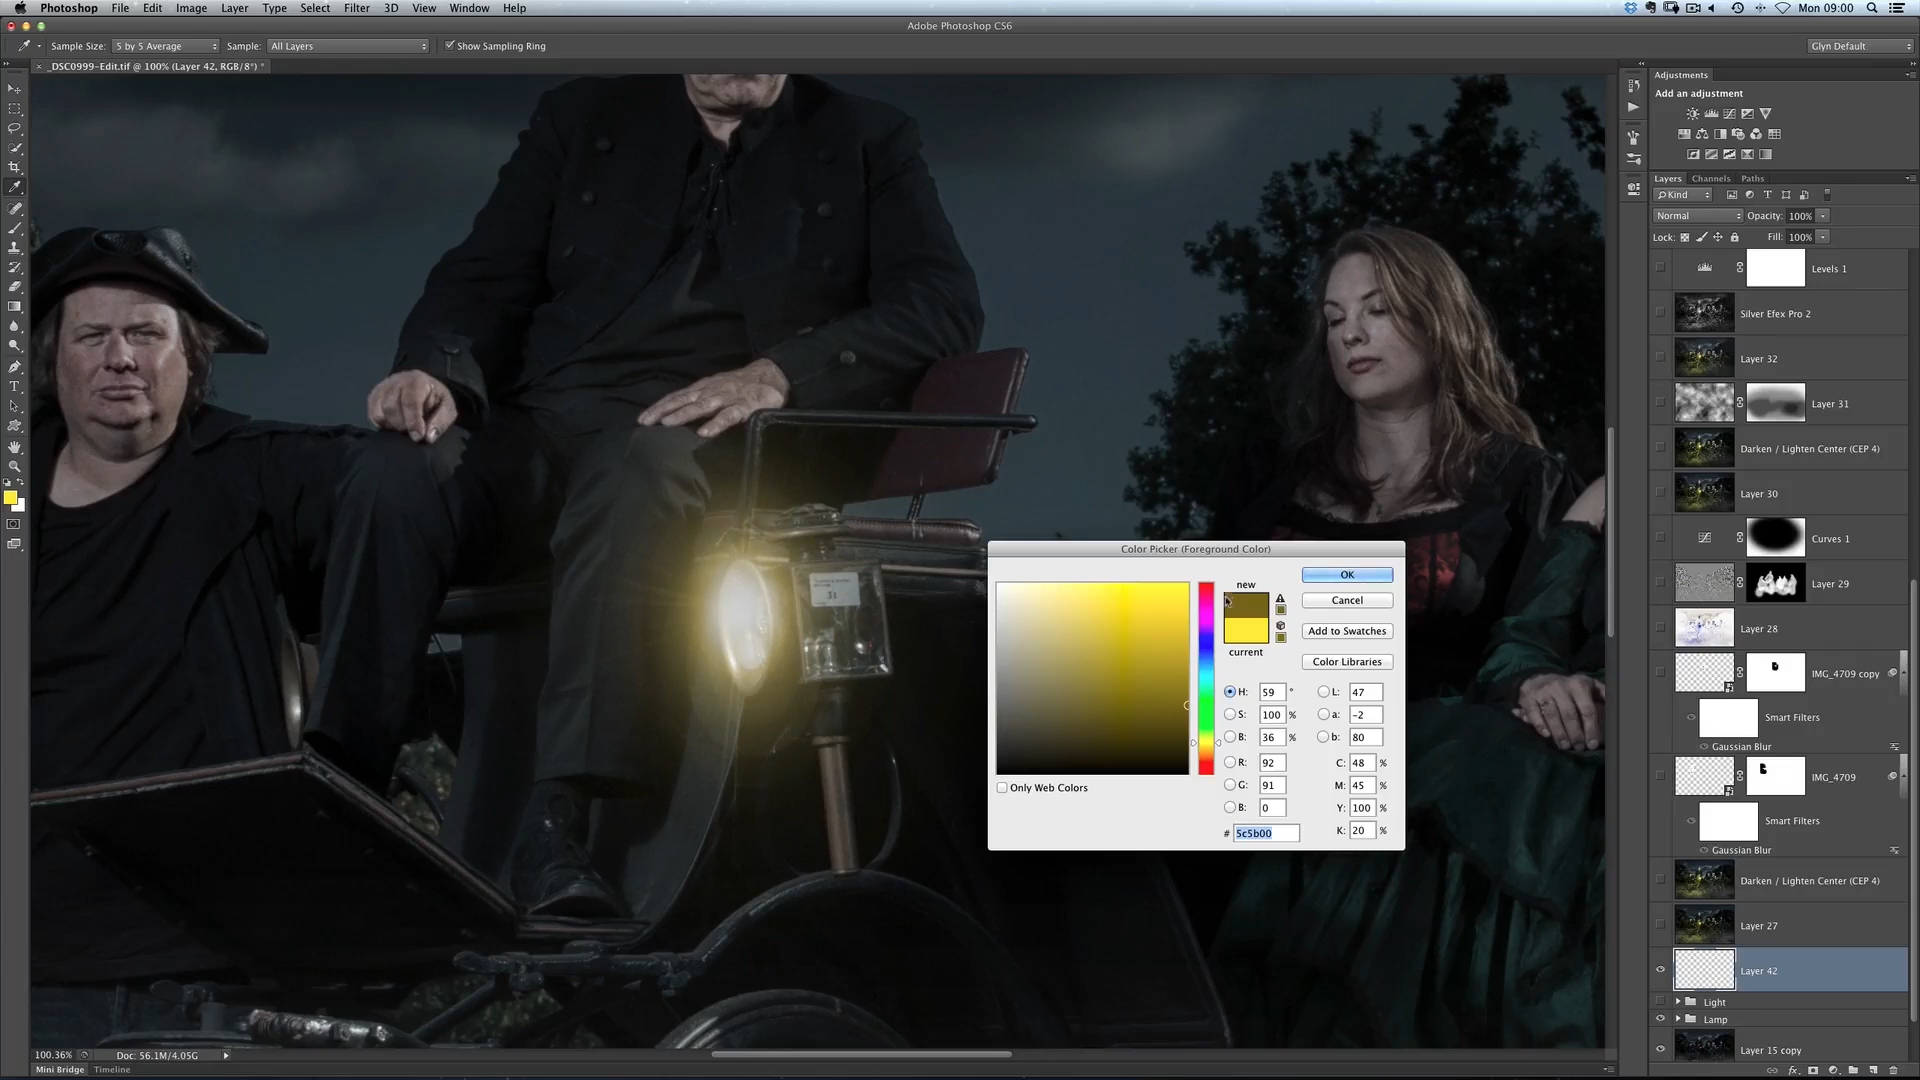 Photoshop File Edit Image Layer Type Select Filter 3D View Window Help Mon 09:00
Adobe Photoshop CS6
Sample Size: 5 by 5 Average Sample: All Layers Show Sampling Ring Glyn Default
_DSC0999-Edit.tif @ 100% (Layer 42, RGB/8*) *
Adjustments
Add an adjustment
Layers Channels Paths
Kind
Normal Opacity: 100%
Lock: Fill: 100%
Levels 1
Silver Efex Pro 2
Layer 32
Layer 31
Darken / Lighten Center (CEP 4)
Layer 30
Curves 1
Layer 29
Layer 28
IMG_4709 copy
Smart Filters
Gaussian Blur
IMG_4709
Smart Filters
Gaussian Blur
Darken / Lighten Center (CEP 4)
Layer 27
Layer 42
Light
Lamp
Layer 15 copy
31
Color Picker (Foreground Color)
new
current
OK
Cancel
Add to Swatches
Color Libraries
H: 59 ° L: 47
S: 100 % a: -2
B: 36 % b: 80
R: 92 C: 48 %
G: 91 M: 45 %
B: 0 Y: 100 %
# 5c5b00 K: 20 %
Only Web Colors
100.36% Doc: 56.1M/4.05G
Mini Bridge Timeline